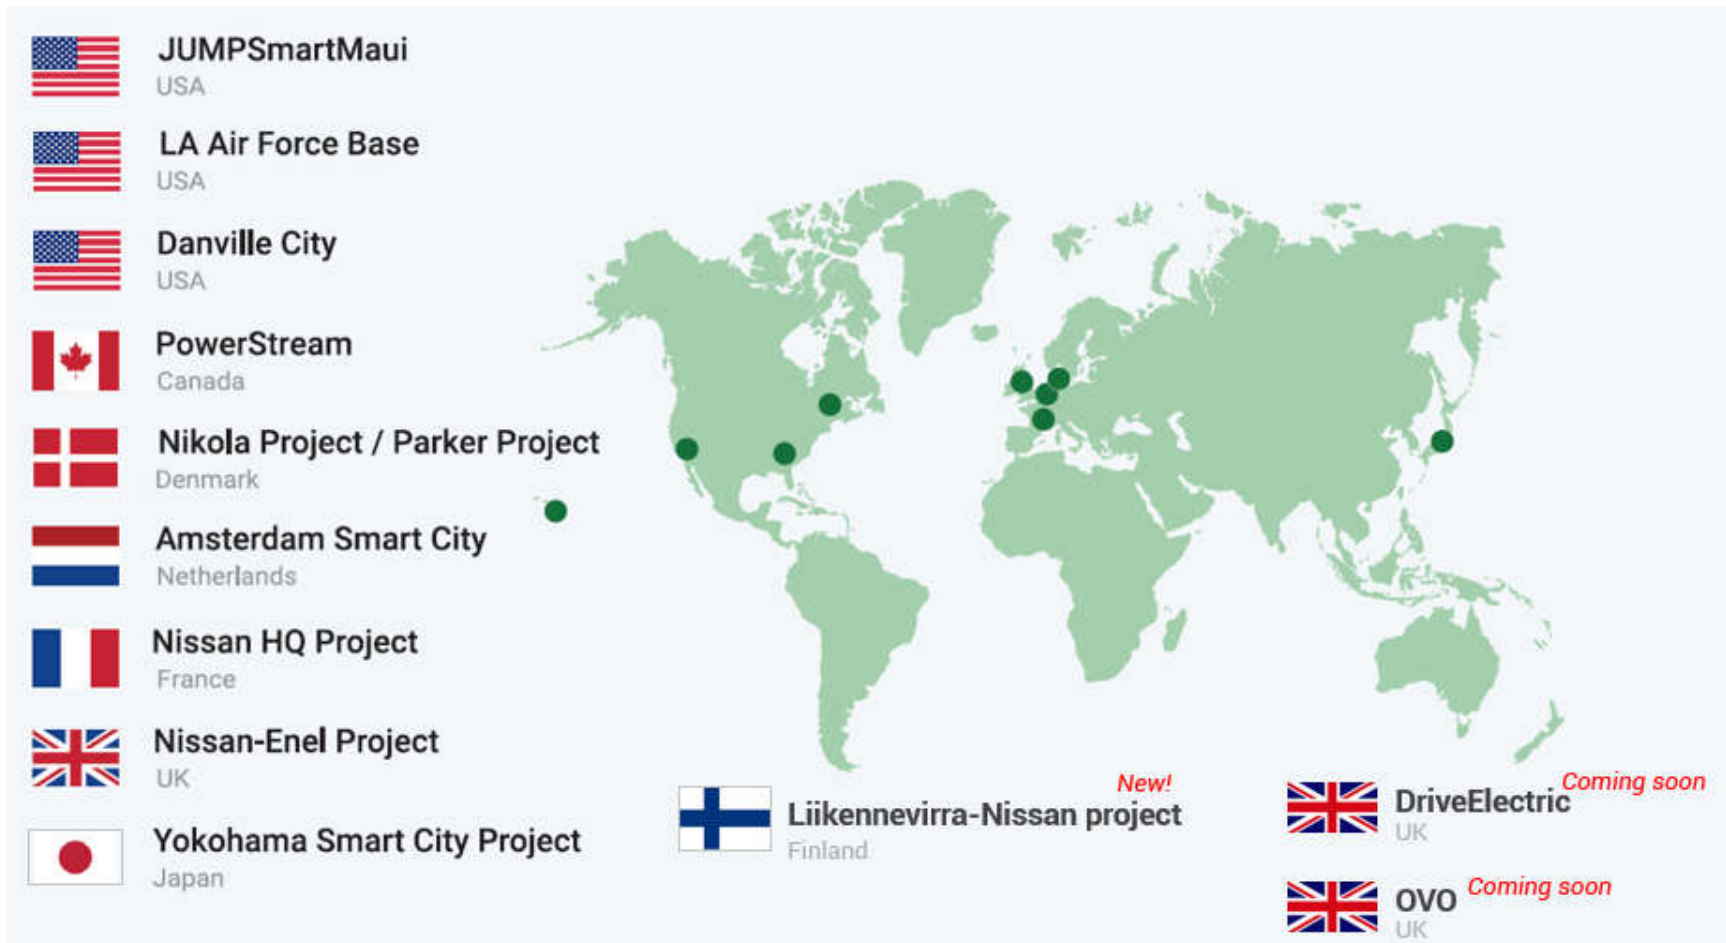 JUMPSmartMaui
USA
LA Air Force Base
USA
Danville City
USA
PowerStream
Canada
Nikola Project / Parker Project
Denmark
Amsterdam Smart City
Netherlands
Nissan HQ Project
France
Nissan-Enel Project
UK
Yokohama Smart City Project
Japan
New!
Liikennevirra-Nissan project
Finland
Coming soon
DriveElectric
UK
Coming soon
OVO
UK